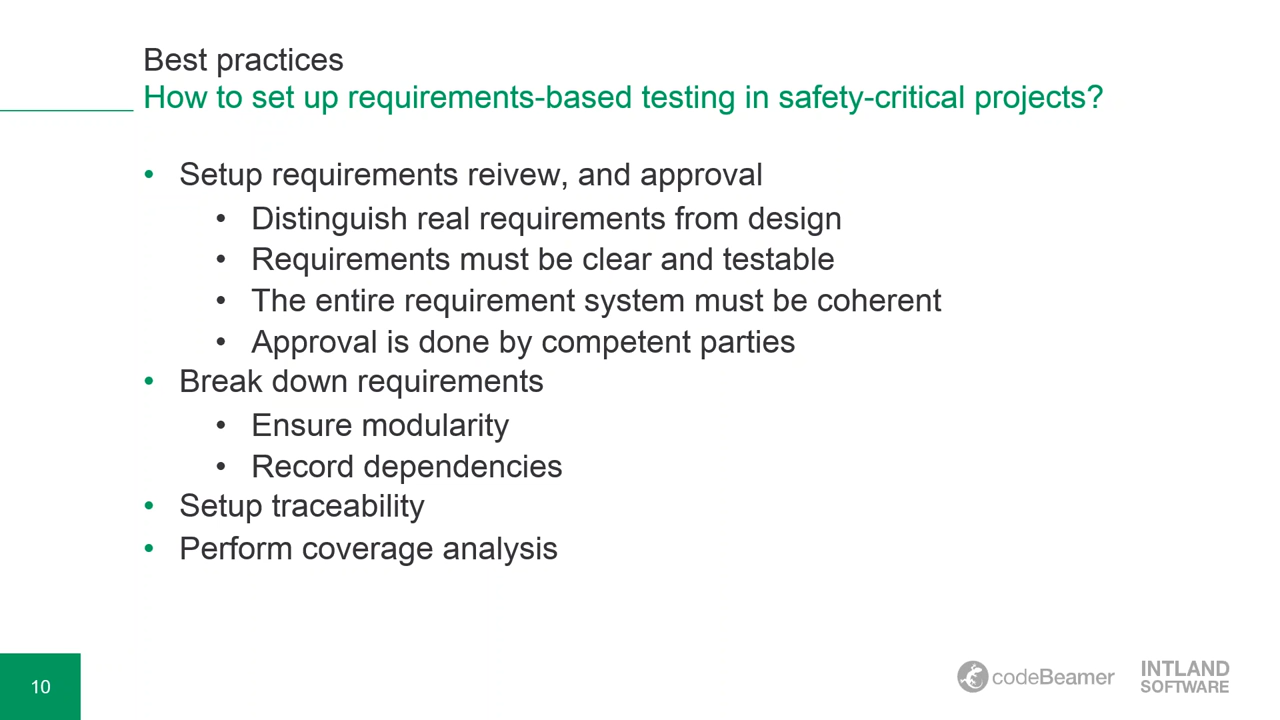 Best practices
How to set up requirements-based testing in safety-critical projects?
• Setup requirements reivew, and approval
• Distinguish real requirements from design
• Requirements must be clear and testable
• The entire requirement system must be coherent
• Approval is done by competent parties
• Break down requirements
• Ensure modularity
• Record dependencies
• Setup traceability
• Perform coverage analysis
10
codeBeamer
INTLAND
SOFTWARE